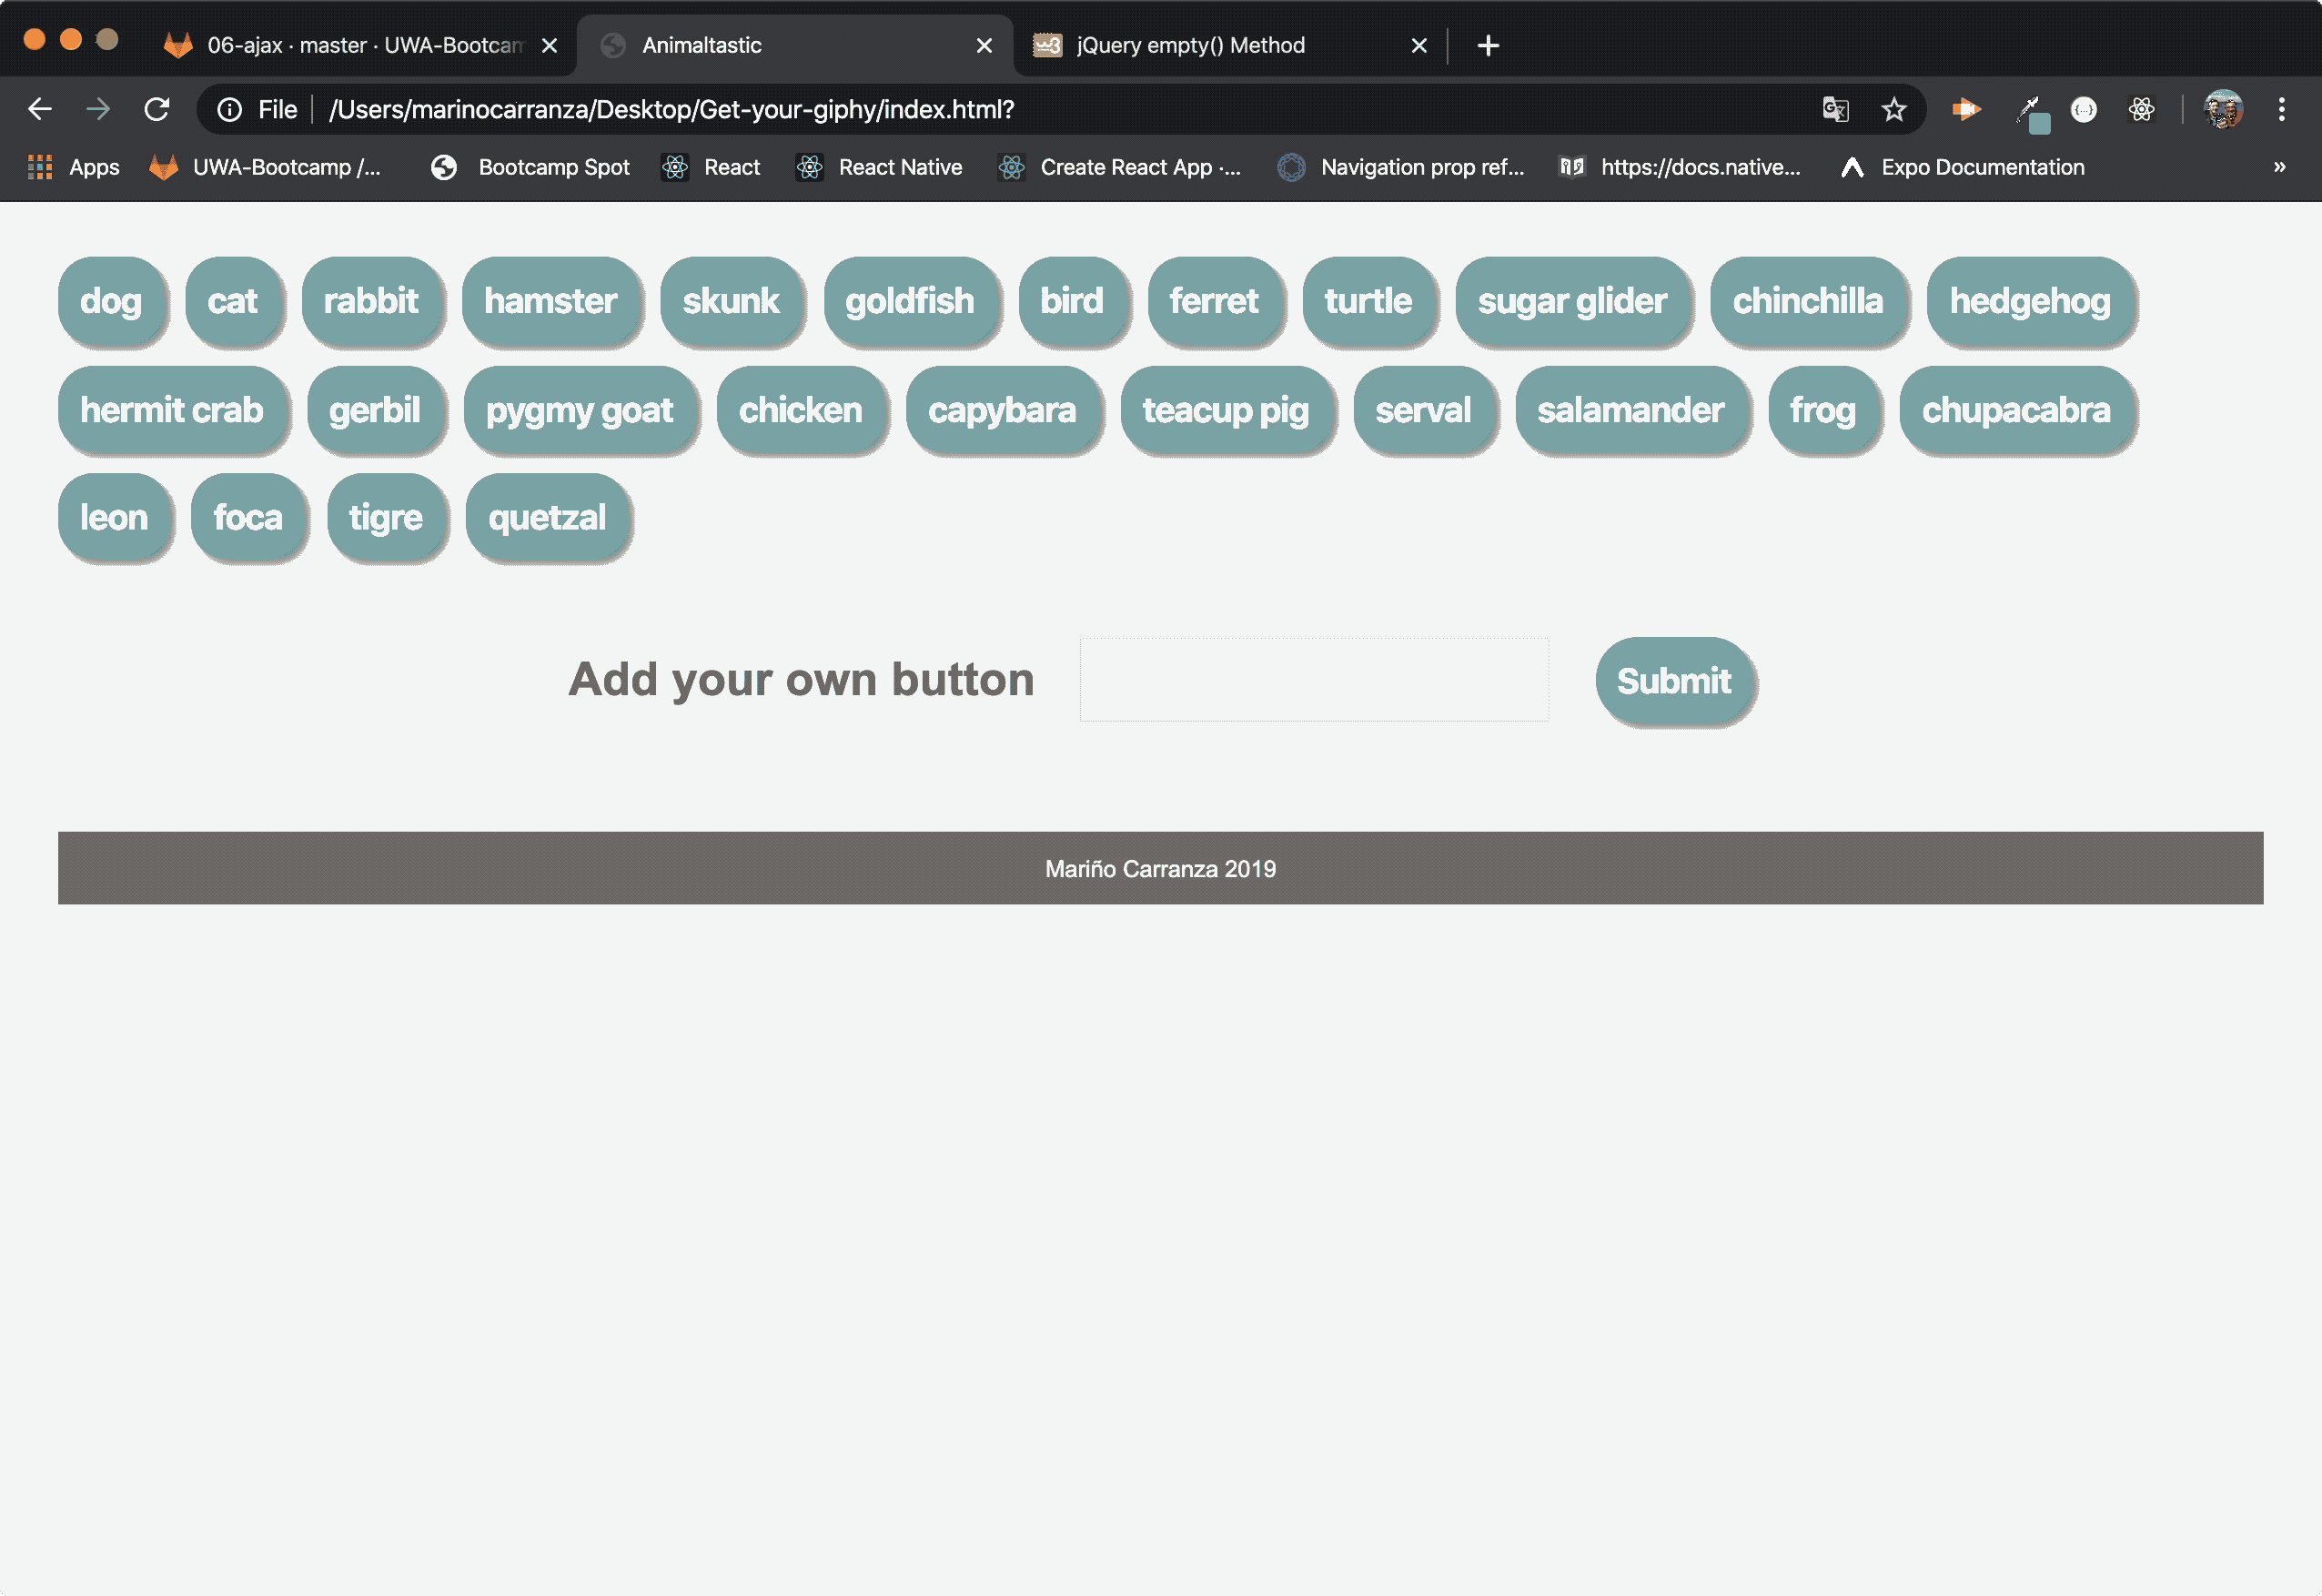 06-ajax · master · UWA-Bootcam Animaltastic jQuery empty() Method
File /Users/marinocarranza/Desktop/Get-your-giphy/index.html?
Apps UWA-Bootcamp /... Bootcamp Spot React React Native Create React App ·... Navigation prop ref... https://docs.native... Expo Documentation »
dog cat rabbit hamster skunk goldfish bird ferret turtle sugar glider chinchilla hedgehog
hermit crab gerbil pygmy goat chicken capybara teacup pig serval salamander frog chupacabra
leon foca tigre quetzal
Add your own button Submit
Mariño Carranza 2019